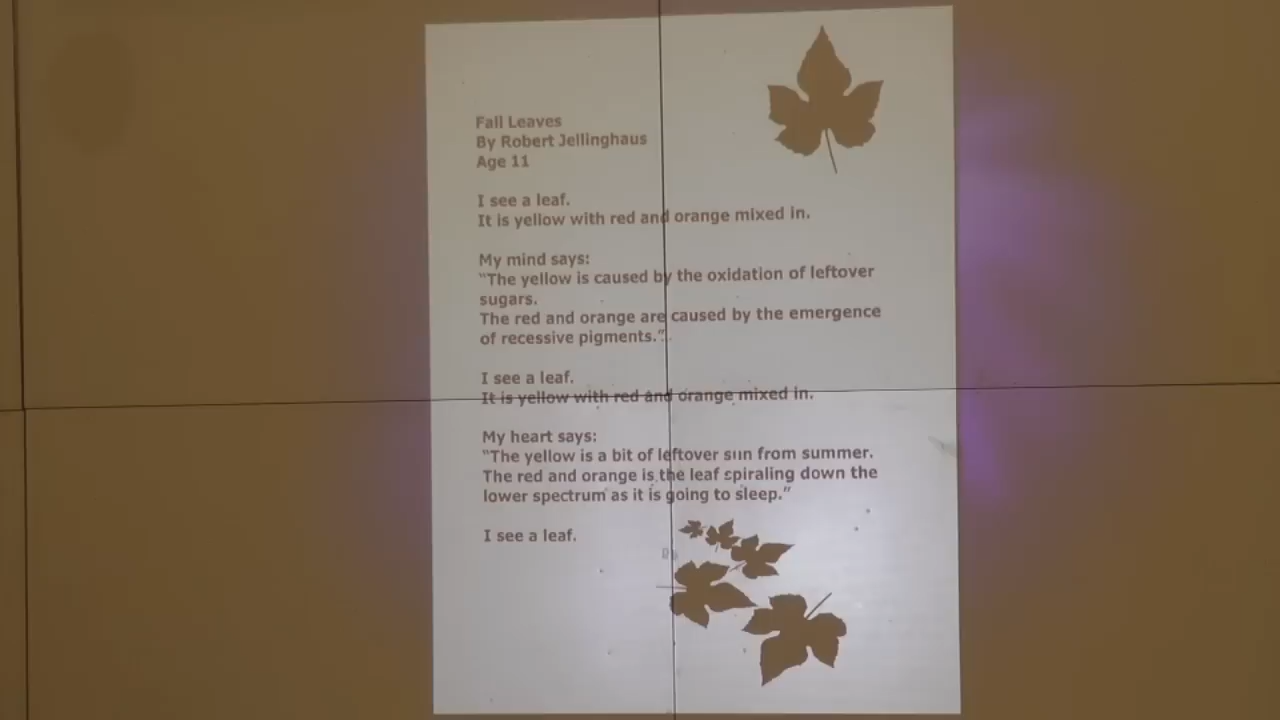 Fall Leaves
By Robert Jellinghaus
Age 11
I see a leaf.
It is yellow with red and orange mixed in.
My mind says:
"The yellow is caused by the oxidation of leftover
sugars.
The red and orange are caused by the emergence
of recessive pigments."
I see a leaf.
It is yellow with red and orange mixed in.
My heart says:
"The yellow is a bit of leftover sun from summer.
The red and orange is the leaf spiraling down the
lower spectrum as it is going to sleep."
I see a leaf.